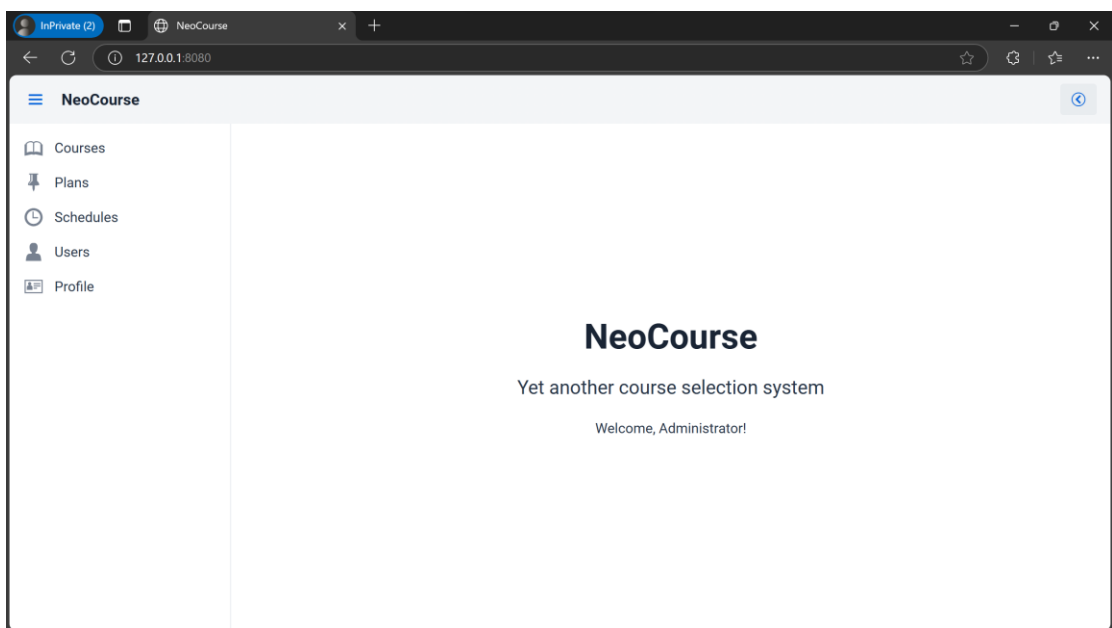 InPrivate (2)
NeoCourse
127.0.0.1:8080
NeoCourse
Courses
Plans
Schedules
Users
Profile
NeoCourse
Yet another course selection system
Welcome, Administrator!